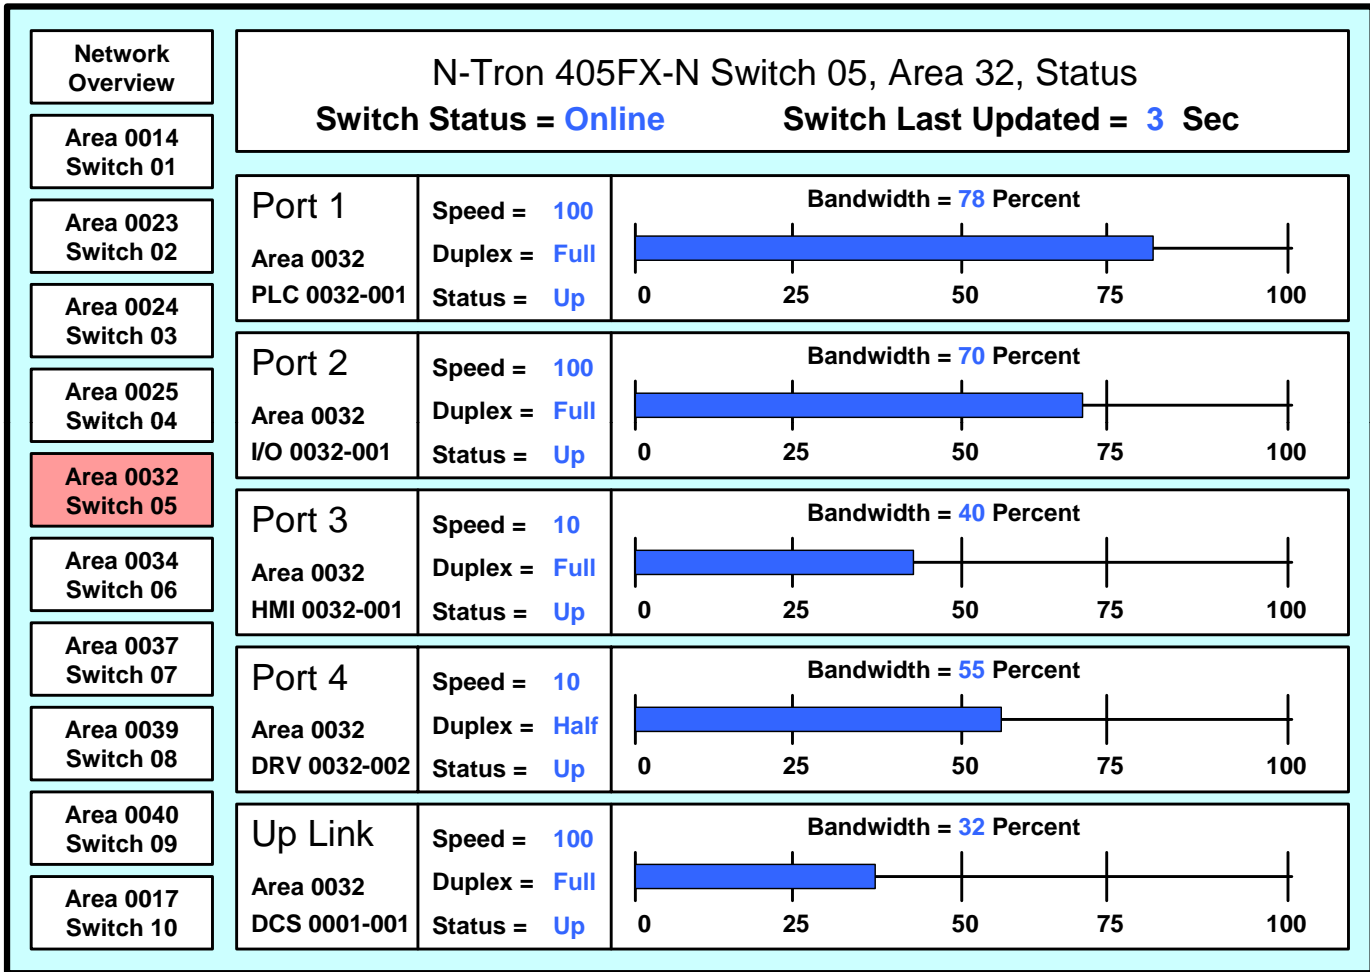 Network
Overview
Area 0014
Switch 01
Area 0023
Switch 02
Area 0024
Switch 03
Area 0025
Switch 04
Area 0032
Switch 05
Area 0034
Switch 06
Area 0037
Switch 07
Area 0039
Switch 08
Area 0040
Switch 09
Area 0017
Switch 10
N-Tron 405FX-N Switch 05, Area 32, Status
Switch Status = Online Switch Last Updated = 3 Sec
Port 1
Area 0032
PLC 0032-001
Speed = 100
Duplex = Full
Status = Up
Bandwidth = 78 Percent
0 25 50 75 100
Port 2
Area 0032
I/O 0032-001
Speed = 100
Duplex = Full
Status = Up
Bandwidth = 70 Percent
0 25 50 75 100
Port 3
Area 0032
HMI 0032-001
Speed = 10
Duplex = Full
Status = Up
Bandwidth = 40 Percent
0 25 50 75 100
Port 4
Area 0032
DRV 0032-002
Speed = 10
Duplex = Half
Status = Up
Bandwidth = 55 Percent
0 25 50 75 100
Up Link
Area 0032
DCS 0001-001
Speed = 100
Duplex = Full
Status = Up
Bandwidth = 32 Percent
0 25 50 75 100